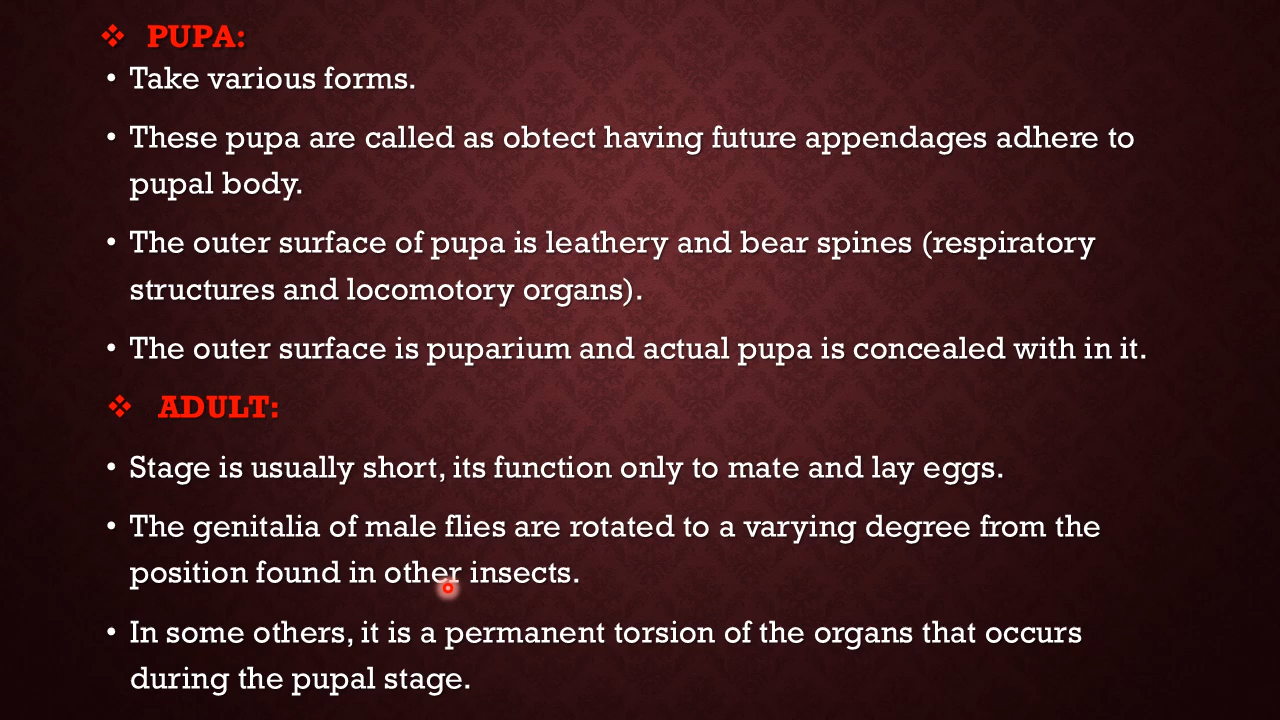 ❖ PUPA:
• Take various forms.
• These pupa are called as obtect having future appendages adhere to
pupal body.
• The outer surface of pupa is leathery and bear spines (respiratory
structures and locomotory organs).
• The outer surface is puparium and actual pupa is concealed with in it.
❖ ADULT:
• Stage is usually short, its function only to mate and lay eggs.
• The genitalia of male flies are rotated to a varying degree from the
position found in other insects.
• In some others, it is a permanent torsion of the organs that occurs
during the pupal stage.